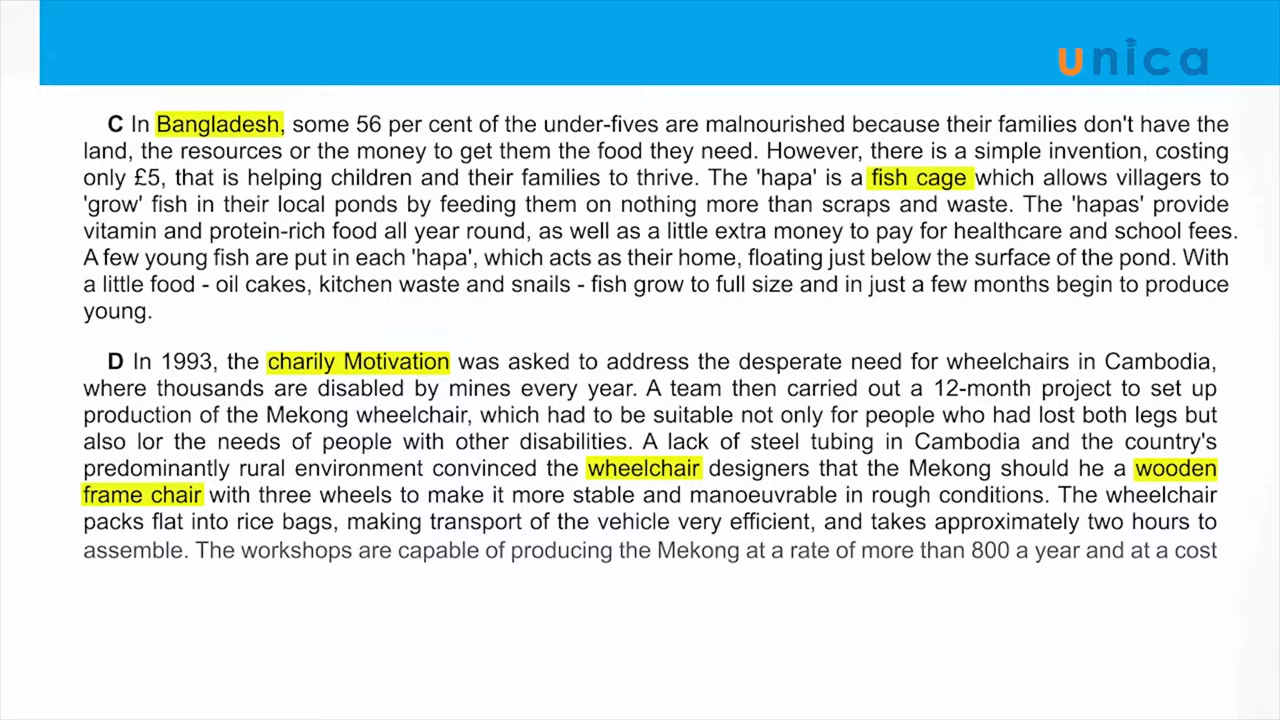 unica
C In Bangladesh, some 56 per cent of the under-fives are malnourished because their families don't have the
land, the resources or the money to get them the food they need. However, there is a simple invention, costing
only £5, that is helping children and their families to thrive. The 'hapa' is a fish cage which allows villagers to
'grow' fish in their local ponds by feeding them on nothing more than scraps and waste. The 'hapas' provide
vitamin and protein-rich food all year round, as well as a little extra money to pay for healthcare and school fees.
A few young fish are put in each 'hapa', which acts as their home, floating just below the surface of the pond. With
a little food - oil cakes, kitchen waste and snails - fish grow to full size and in just a few months begin to produce
young.
D In 1993, the charily Motivation was asked to address the desperate need for wheelchairs in Cambodia,
where thousands are disabled by mines every year. A team then carried out a 12-month project to set up
production of the Mekong wheelchair, which had to be suitable not only for people who had lost both legs but
also lor the needs of people with other disabilities. A lack of steel tubing in Cambodia and the country's
predominantly rural environment convinced the wheelchair designers that the Mekong should he a wooden
frame chair with three wheels to make it more stable and manoeuvrable in rough conditions. The wheelchair
packs flat into rice bags, making transport of the vehicle very efficient, and takes approximately two hours to
assemble. The workshops are capable of producing the Mekong at a rate of more than 800 a year and at a cost